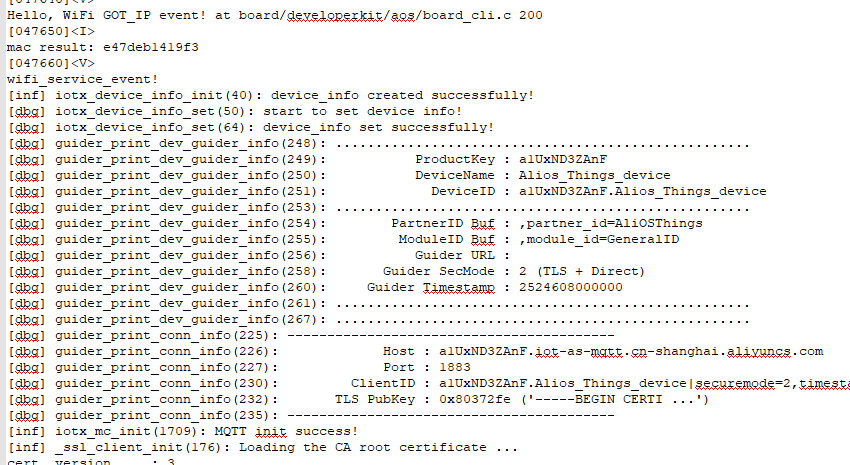 [047640]<V>
Hello, WiFi GOT_IP event! at board/developerkit/aos/board_cli.c 200
[047650]<I>
mac result: e47deb1419f3
[047660]<V>
wifi_service_event!
[inf] iotx_device_info_init(40): device_info created successfully!
[dbg] iotx_device_info_set(50): start to set device info!
[dbg] iotx_device_info_set(64): device_info set successfully!
[dbg] guider_print_dev_guider_info(248): ....................................................
[dbg] guider_print_dev_guider_info(249):           ProductKey : a1UxND3ZAnF
[dbg] guider_print_dev_guider_info(250):           DeviceName : Alios_Things_device
[dbg] guider_print_dev_guider_info(251):             DeviceID : a1UxND3ZAnF.Alios_Things_device
[dbg] guider_print_dev_guider_info(253): ....................................................
[dbg] guider_print_dev_guider_info(254):        PartnerID Buf : ,partner_id=AliOSThings
[dbg] guider_print_dev_guider_info(255):         ModuleID Buf : ,module_id=GeneralID
[dbg] guider_print_dev_guider_info(256):           Guider URL :
[dbg] guider_print_dev_guider_info(258):       Guider SecMode : 2 (TLS + Direct)
[dbg] guider_print_dev_guider_info(260):     Guider Timestamp : 2524608000000
[dbg] guider_print_dev_guider_info(261): ....................................................
[dbg] guider_print_dev_guider_info(267): ....................................................
[dbg] guider_print_conn_info(225): -----------------------------------------
[dbg] guider_print_conn_info(226):             Host : a1UxND3ZAnF.iot-as-mqtt.cn-shanghai.aliyuncs.com
[dbg] guider_print_conn_info(227):             Port : 1883
[dbg] guider_print_conn_info(230):         ClientID : a1UxND3ZAnF.Alios_Things_device|securemode=2,timesta
[dbg] guider_print_conn_info(232):       TLS PubKey : 0x80372fe ('-----BEGIN CERTI ...')
[dbg] guider_print_conn_info(235): -----------------------------------------
[inf] iotx_mc_init(1709): MQTT init success!
[inf] _ssl_client_init(176): Loading the CA root certificate ...
cert. version     : 3